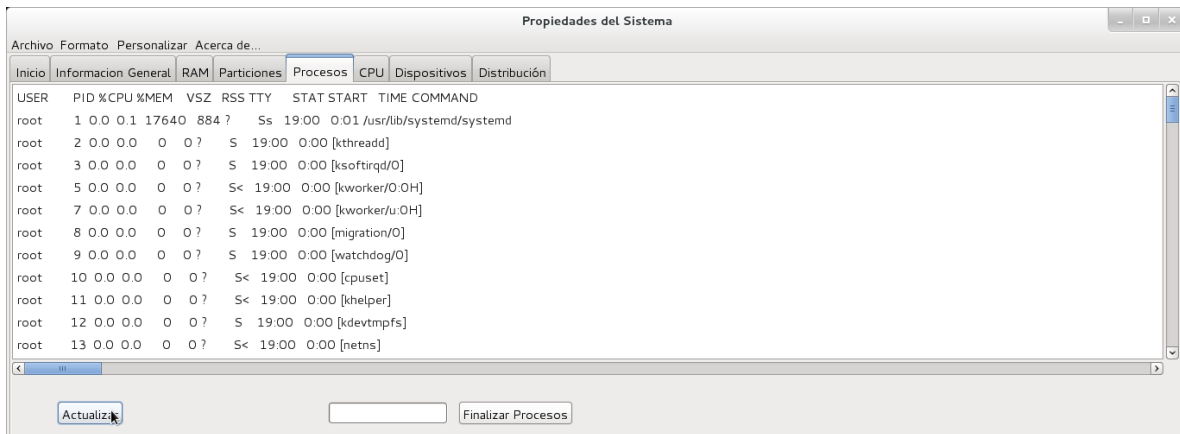 Propiedades del Sistema
Archivo Formato Personalizar Acerca de...
Inicio Informacion General RAM Particiones Procesos CPU Dispositivos Distribución
USER PID %CPU %MEM VSZ RSS TTY STAT START TIME COMMAND
root 1 0.0 0.1 17640 884 ? Ss 19:00 0:01 /usr/lib/systemd/systemd
root 2 0.0 0.0 0 0 ? S 19:00 0:00 [kthreadd]
root 3 0.0 0.0 0 0 ? S 19:00 0:00 [ksoftirqd/0]
root 5 0.0 0.0 0 0 ? S< 19:00 0:00 [kworker/0:0H]
root 7 0.0 0.0 0 0 ? S< 19:00 0:00 [kworker/u:0H]
root 8 0.0 0.0 0 0 ? S 19:00 0:00 [migration/0]
root 9 0.0 0.0 0 0 ? S 19:00 0:00 [watchdog/0]
root 10 0.0 0.0 0 0 ? S< 19:00 0:00 [cpuset]
root 11 0.0 0.0 0 0 ? S< 19:00 0:00 [khelper]
root 12 0.0 0.0 0 0 ? S 19:00 0:00 [kdevtmpfs]
root 13 0.0 0.0 0 0 ? S< 19:00 0:00 [netns]
Actualizar Finalizar Procesos